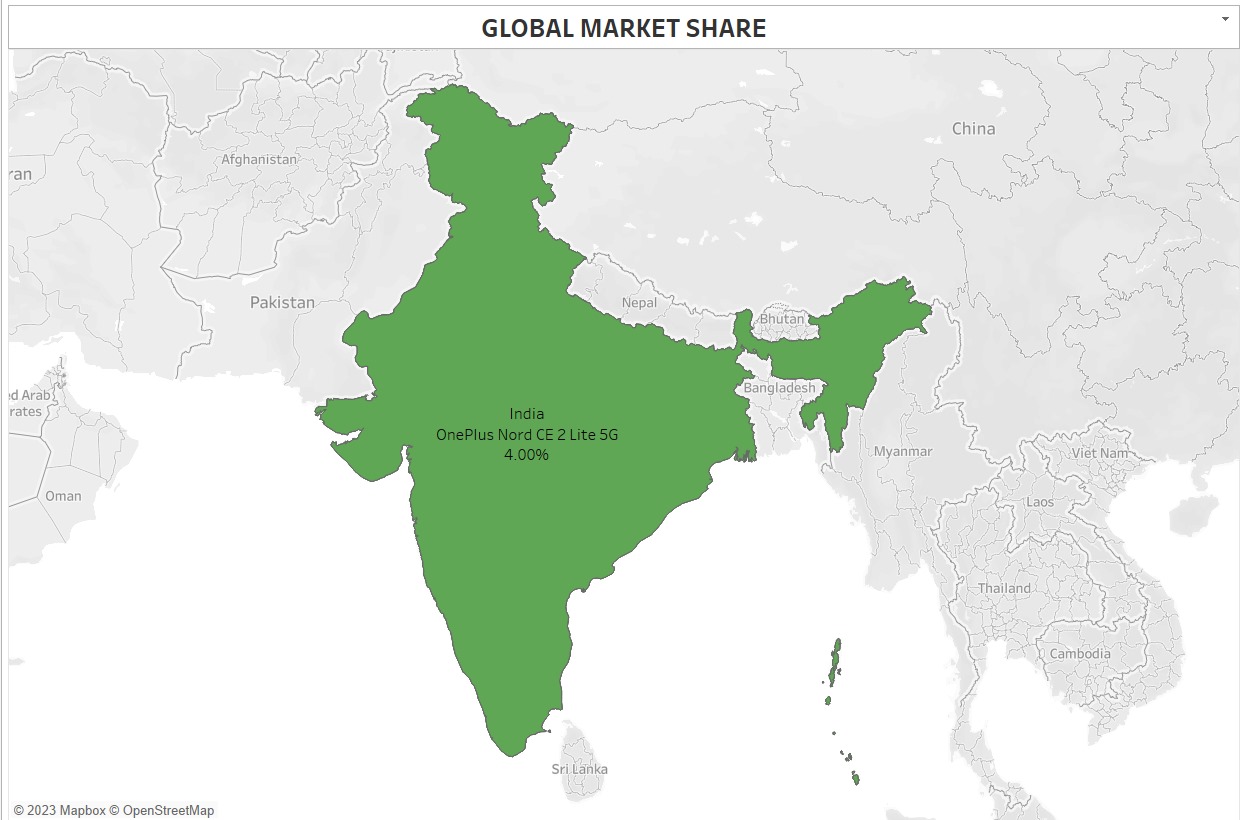 GLOBAL MARKET SHARE
China
Afghanistan
ran
Pakistan
Nepal
Bhutan
Bangladesh
ed Arab
rates
India
OnePlus Nord CE 2 Lite 5G
4.00%
Myanmar
Viet Nam
Oman
Laos
Thailand
Cambodia
Sri Lanka
© 2023 Mapbox © OpenStreetMap